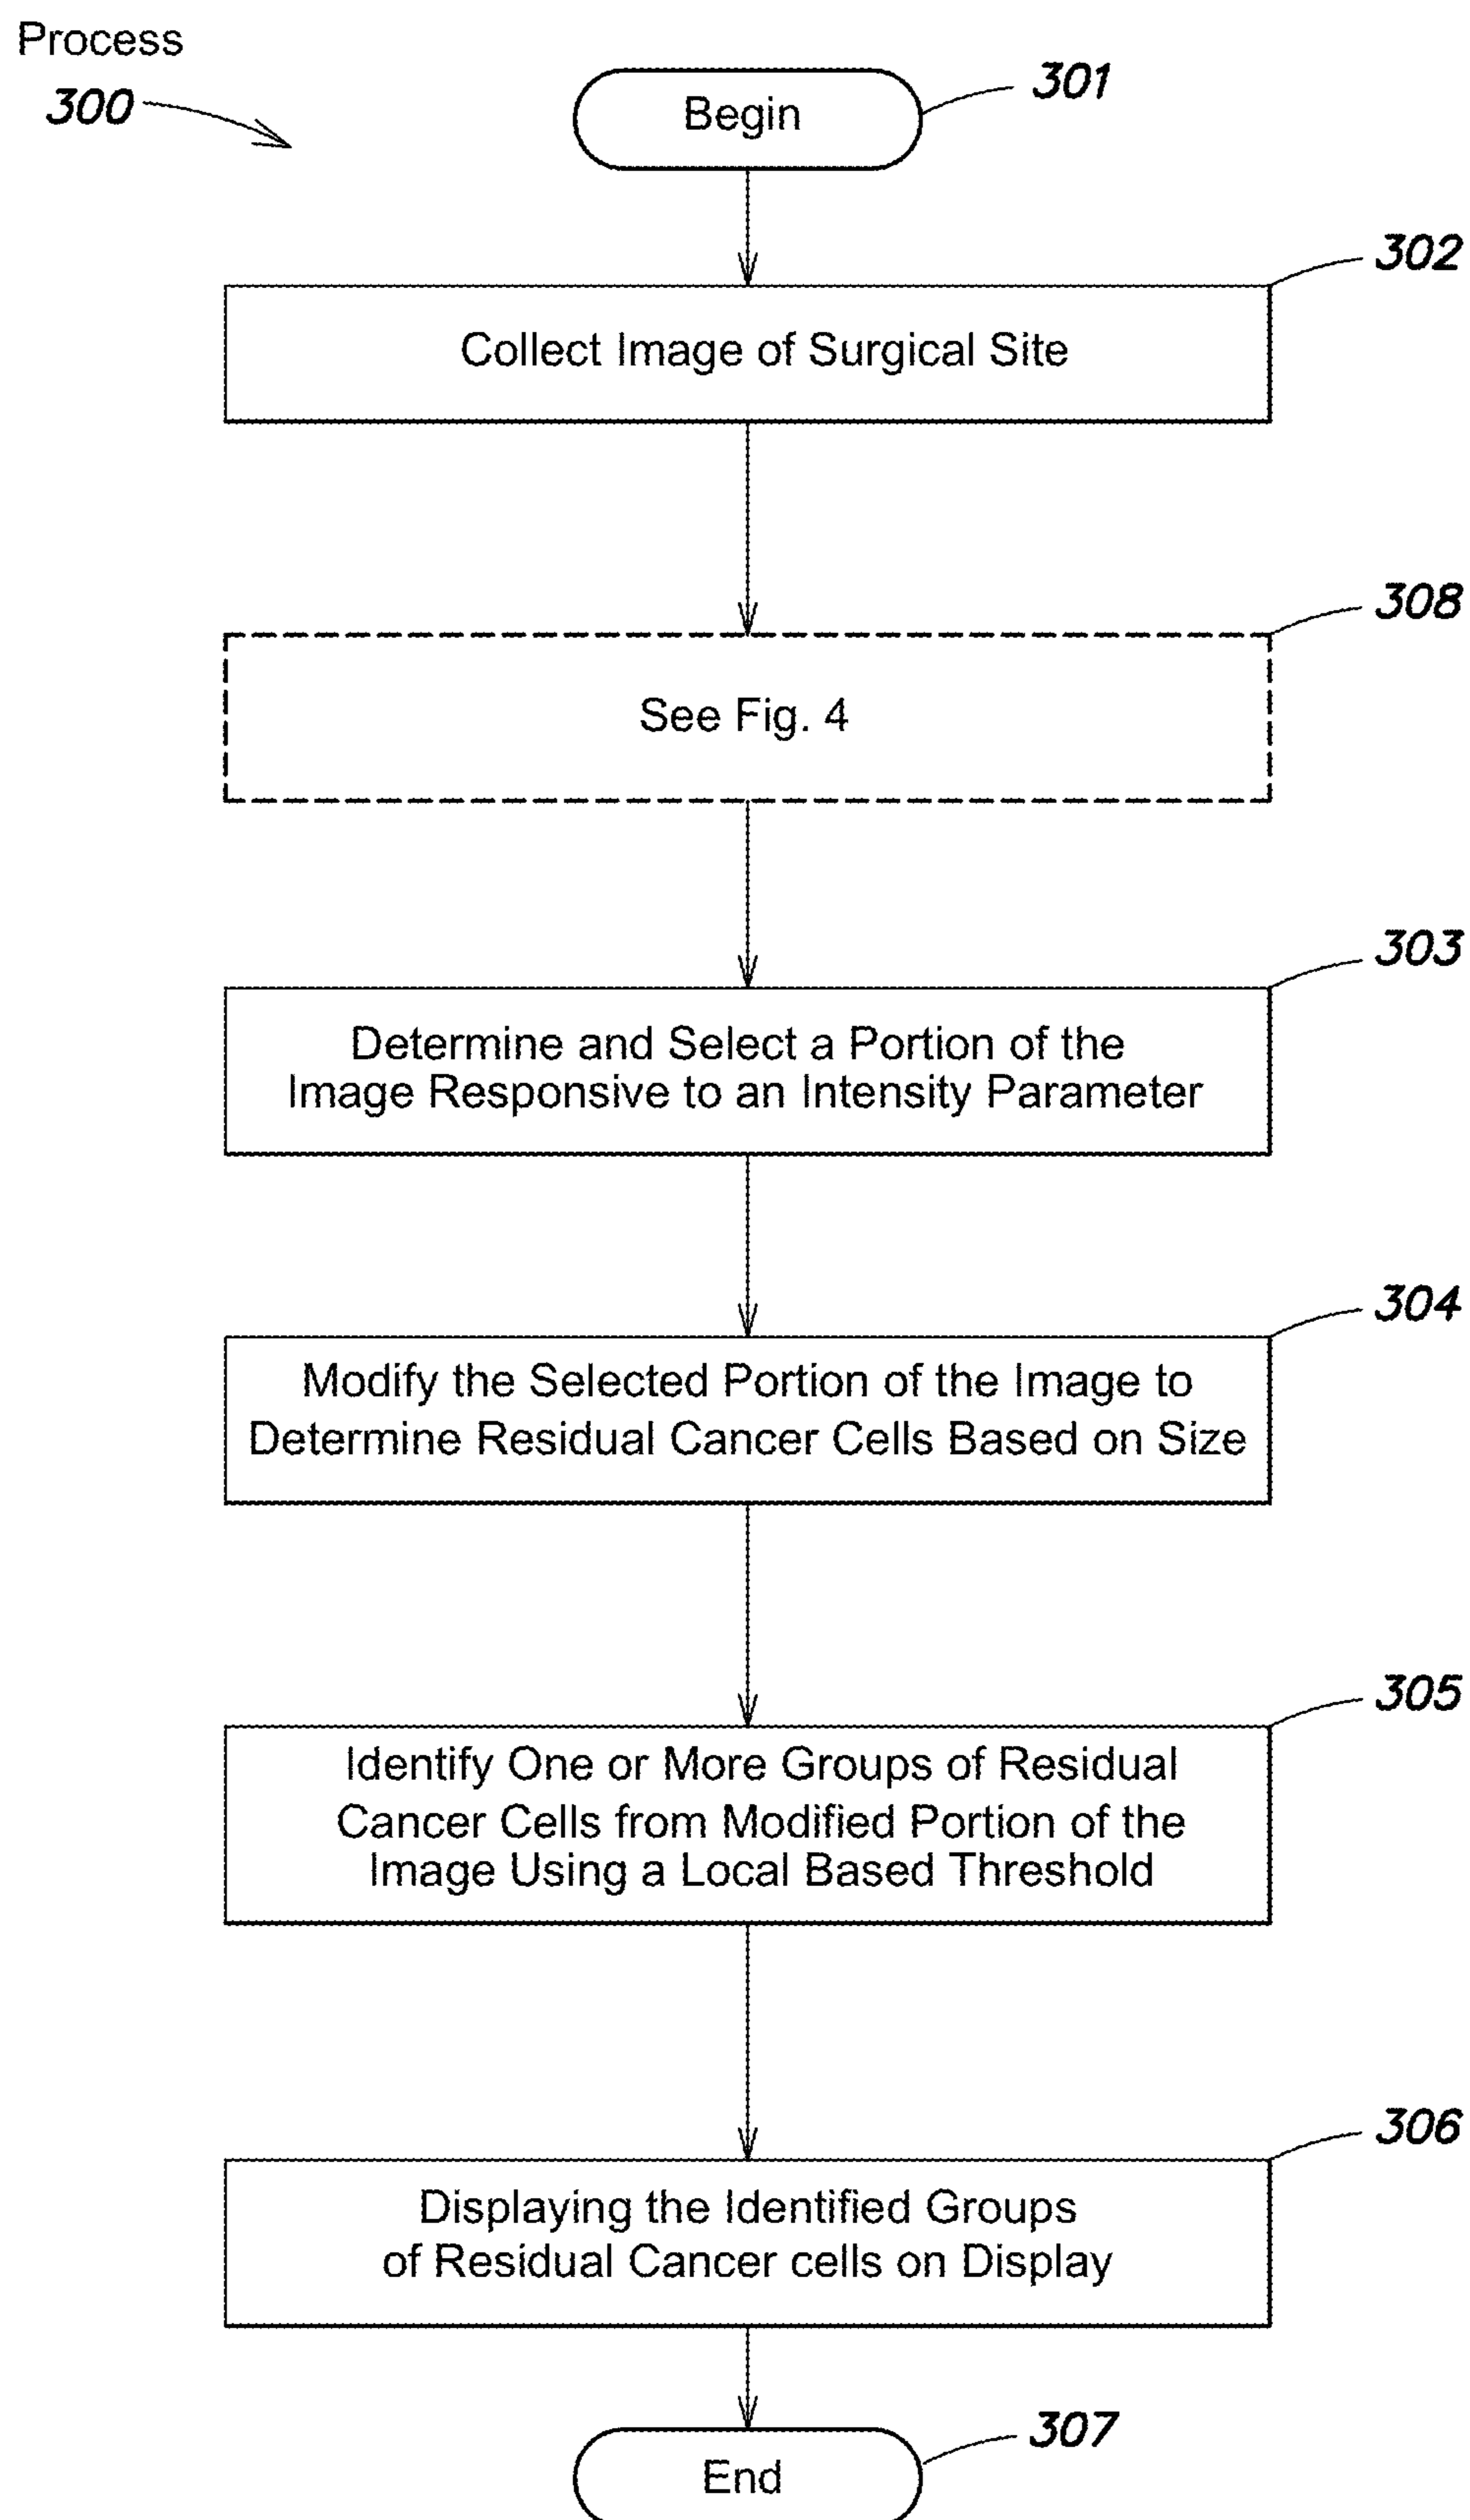 Process
300
Begin
301
302
Collect Image of Surgical Site
308
See Fig. 4
303
Determine and Select a Portion of the
Image Responsive to an Intensity Parameter
304
Modify the Selected Portion of the Image to
Determine Residual Cancer Cells Based on Size
305
Identify One or More Groups of Residual
Cancer Cells from Modified Portion of the
Image Using a Local Based Threshold
306
Displaying the Identified Groups
of Residual Cancer cells on Display
307
End